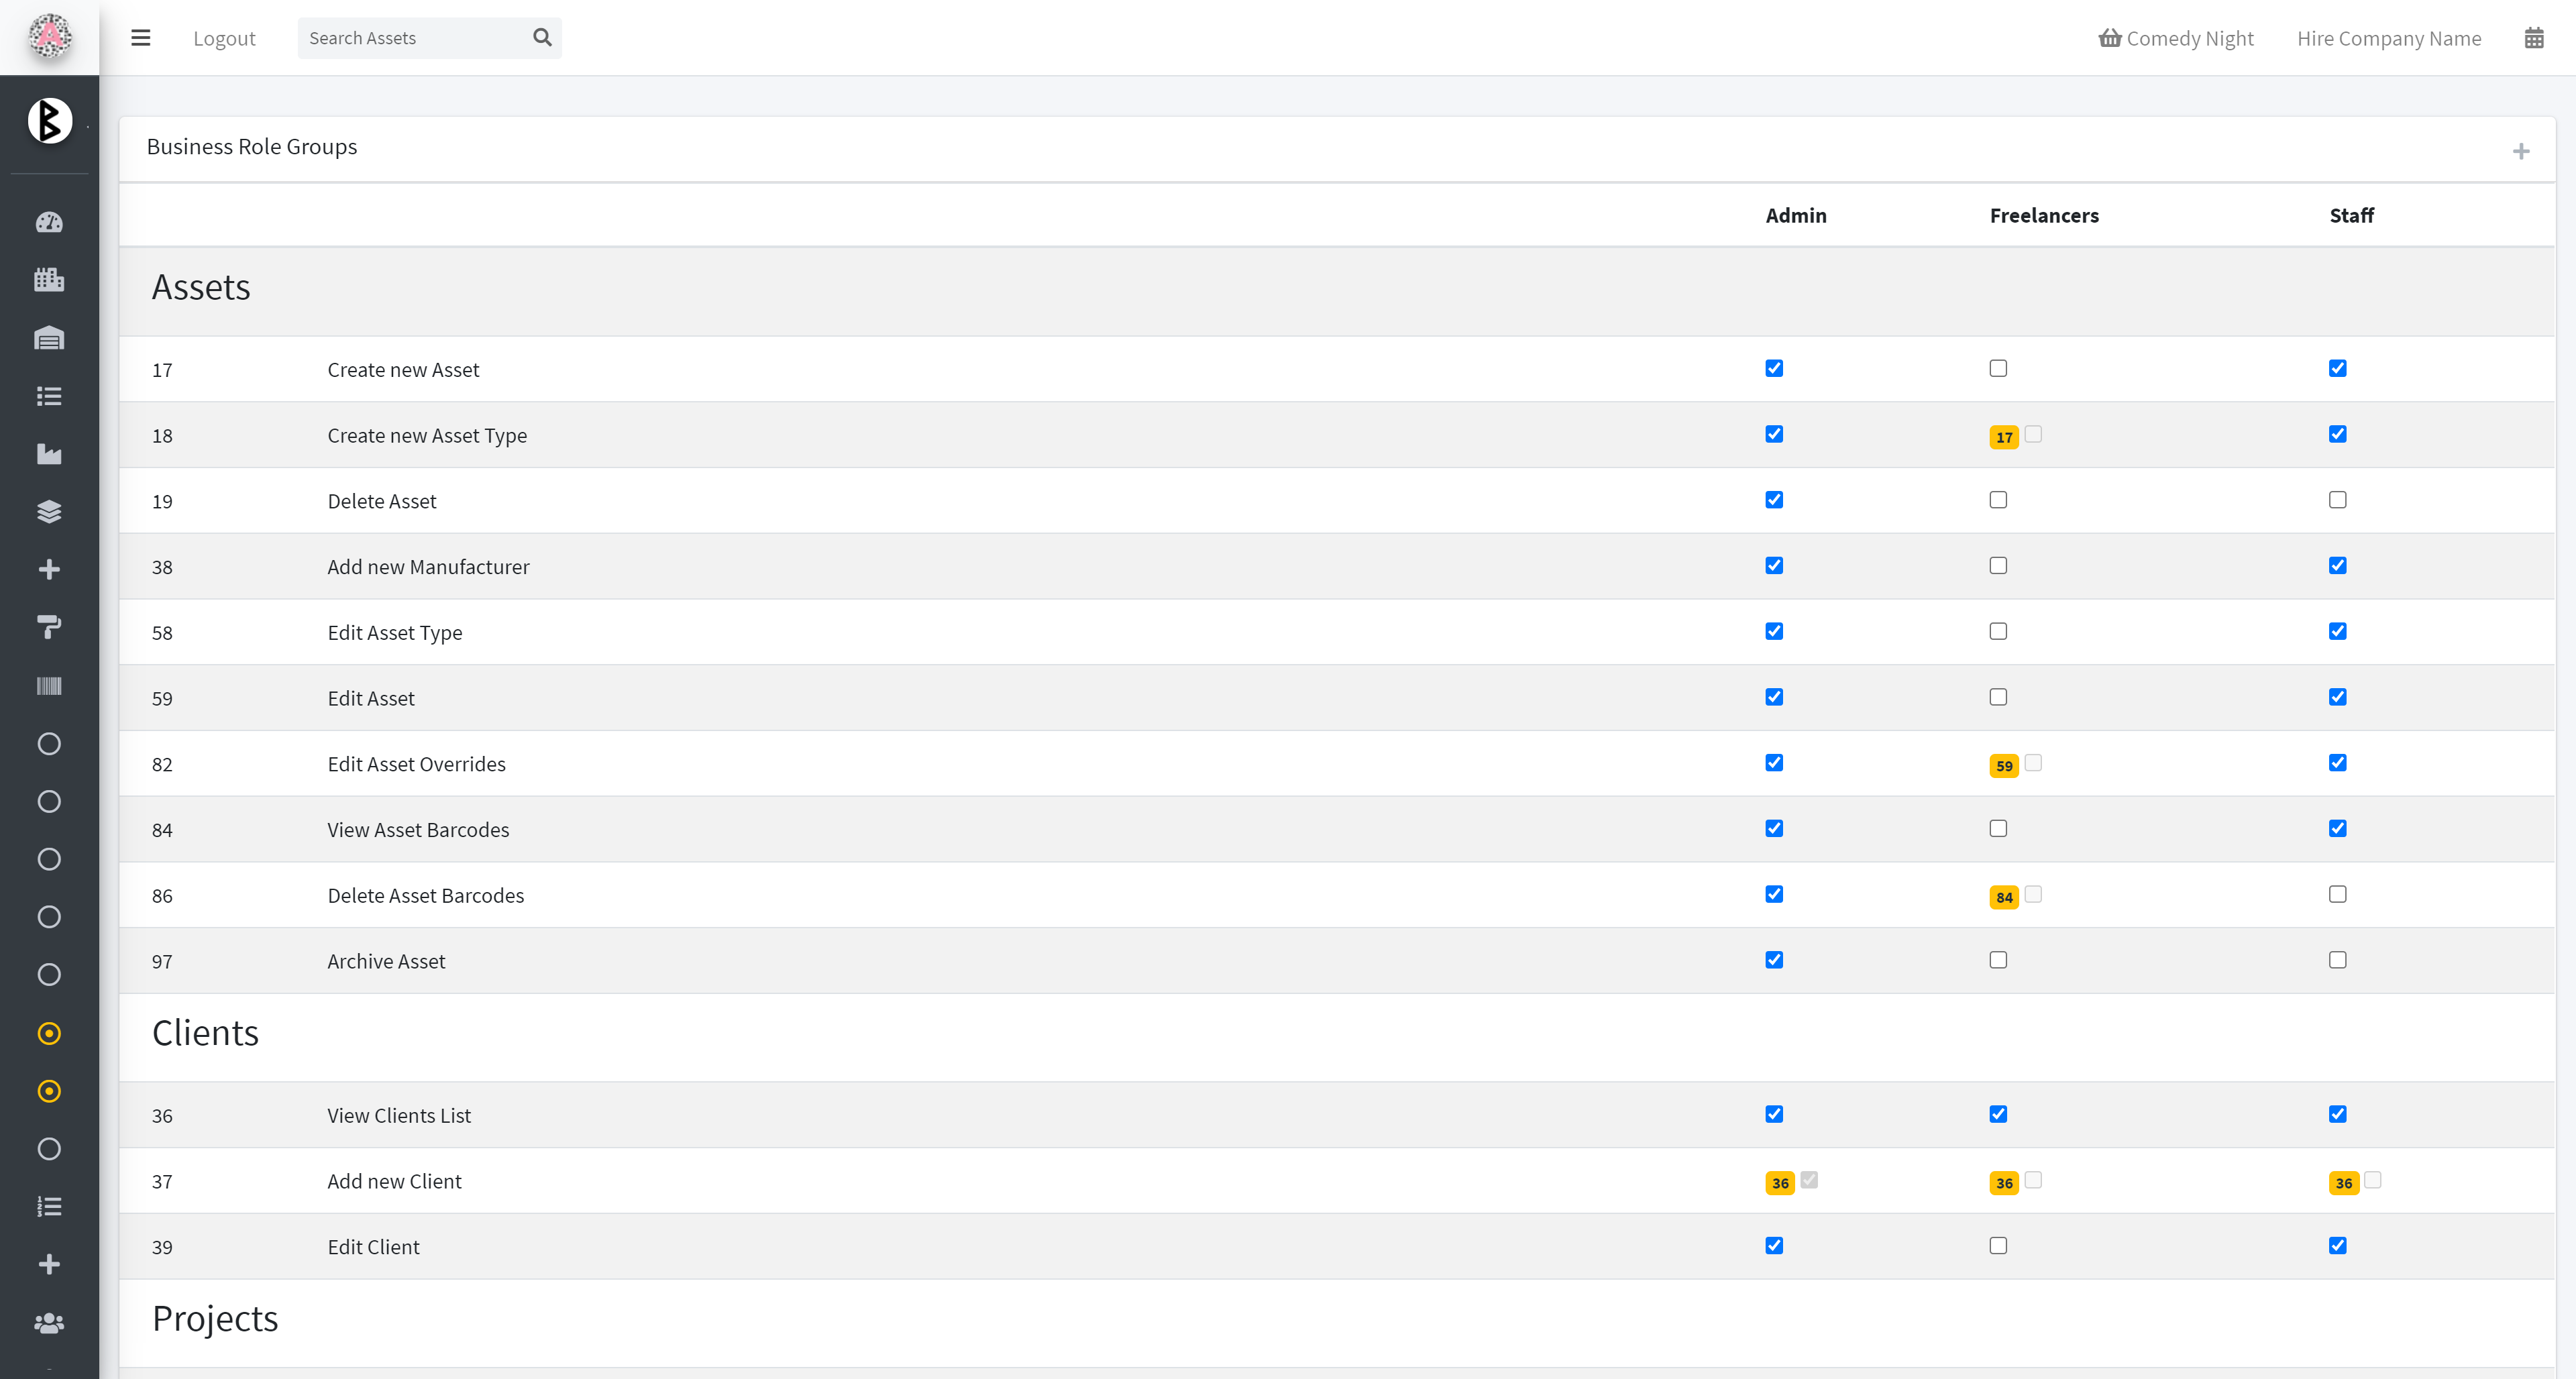 A
Logout
Search Assets
Comedy Night
Hire Company Name
B
Business Role Groups
Admin Freelancers Staff
Assets
17 Create new Asset
18 Create new Asset Type 17
19 Delete Asset
38 Add new Manufacturer
58 Edit Asset Type
59 Edit Asset
82 Edit Asset Overrides 59
84 View Asset Barcodes
86 Delete Asset Barcodes 84
97 Archive Asset
Clients
36 View Clients List
37 Add new Client 36 36 36
39 Edit Client
Projects